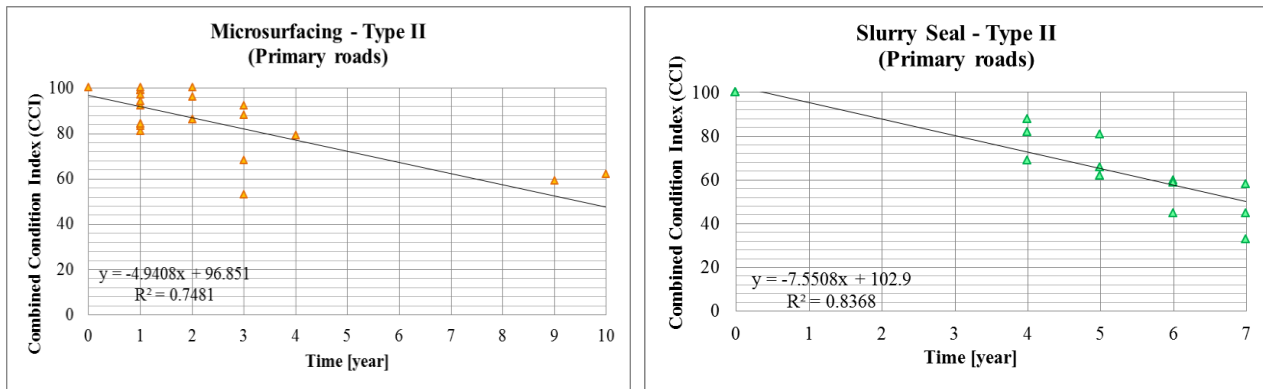 Microsurfacing - Type II
(Primary roads)
Combined Condition Index (CCI)
100
80
60
40
20
0
y = -4.9408x + 96.851
R² = 0.7481
0 1 2 3 4 5 6 7 8 9 10
Time [year]
Slurry Seal - Type II
(Primary roads)
Combined Condition Index (CCI)
100
80
60
40
20
0
y = -7.5508x + 102.9
R² = 0.8368
0 1 2 3 4 5 6 7
Time [year]